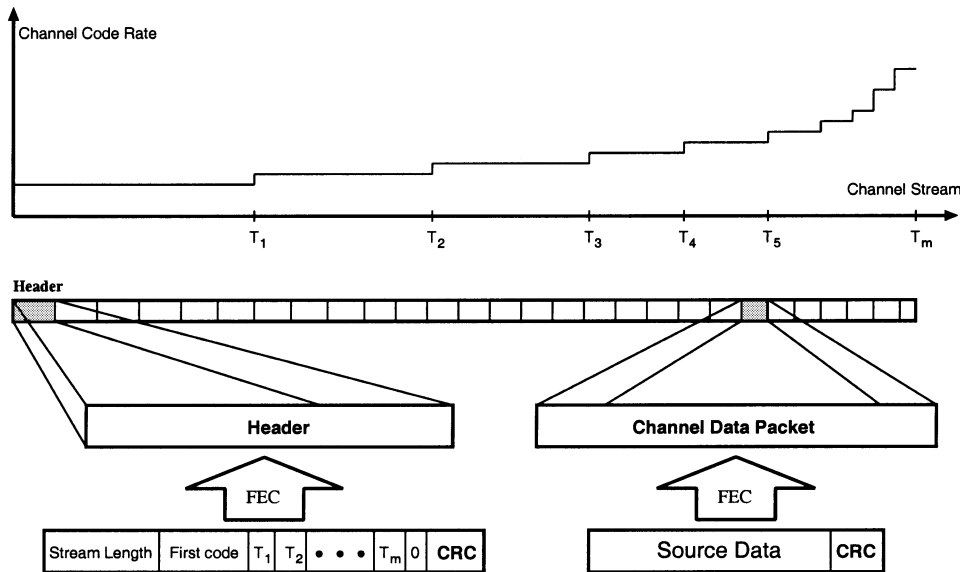 Channel Code Rate
Channel Stream
T1 T2 T3 T4 T5 Tm
Header
Header
Channel Data Packet
FEC
FEC
Stream Length First code T1 T2 • • • Tm 0 CRC
Source Data CRC